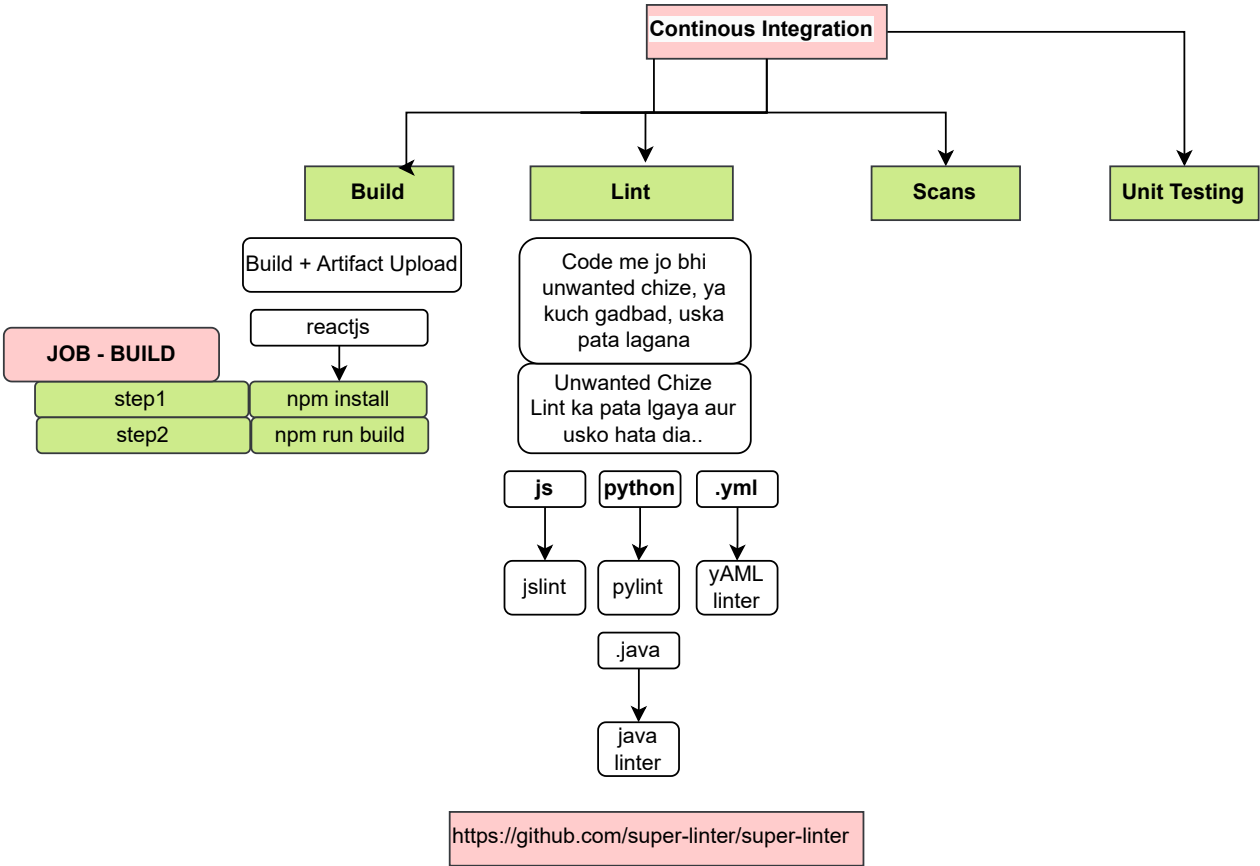 Continous Integration
Build
Lint
Scans
Unit Testing
Build + Artifact Upload
reactjs
JOB - BUILD
step1
npm install
step2
npm run build
Code me jo bhi
unwanted chize, ya
kuch gadbad, uska
pata lagana
Unwanted Chize
Lint ka pata lgaya aur
usko hata dia..
js
python
.yml
jslint
pylint
yAML
linter
.java
java
linter
https://github.com/super-linter/super-linter